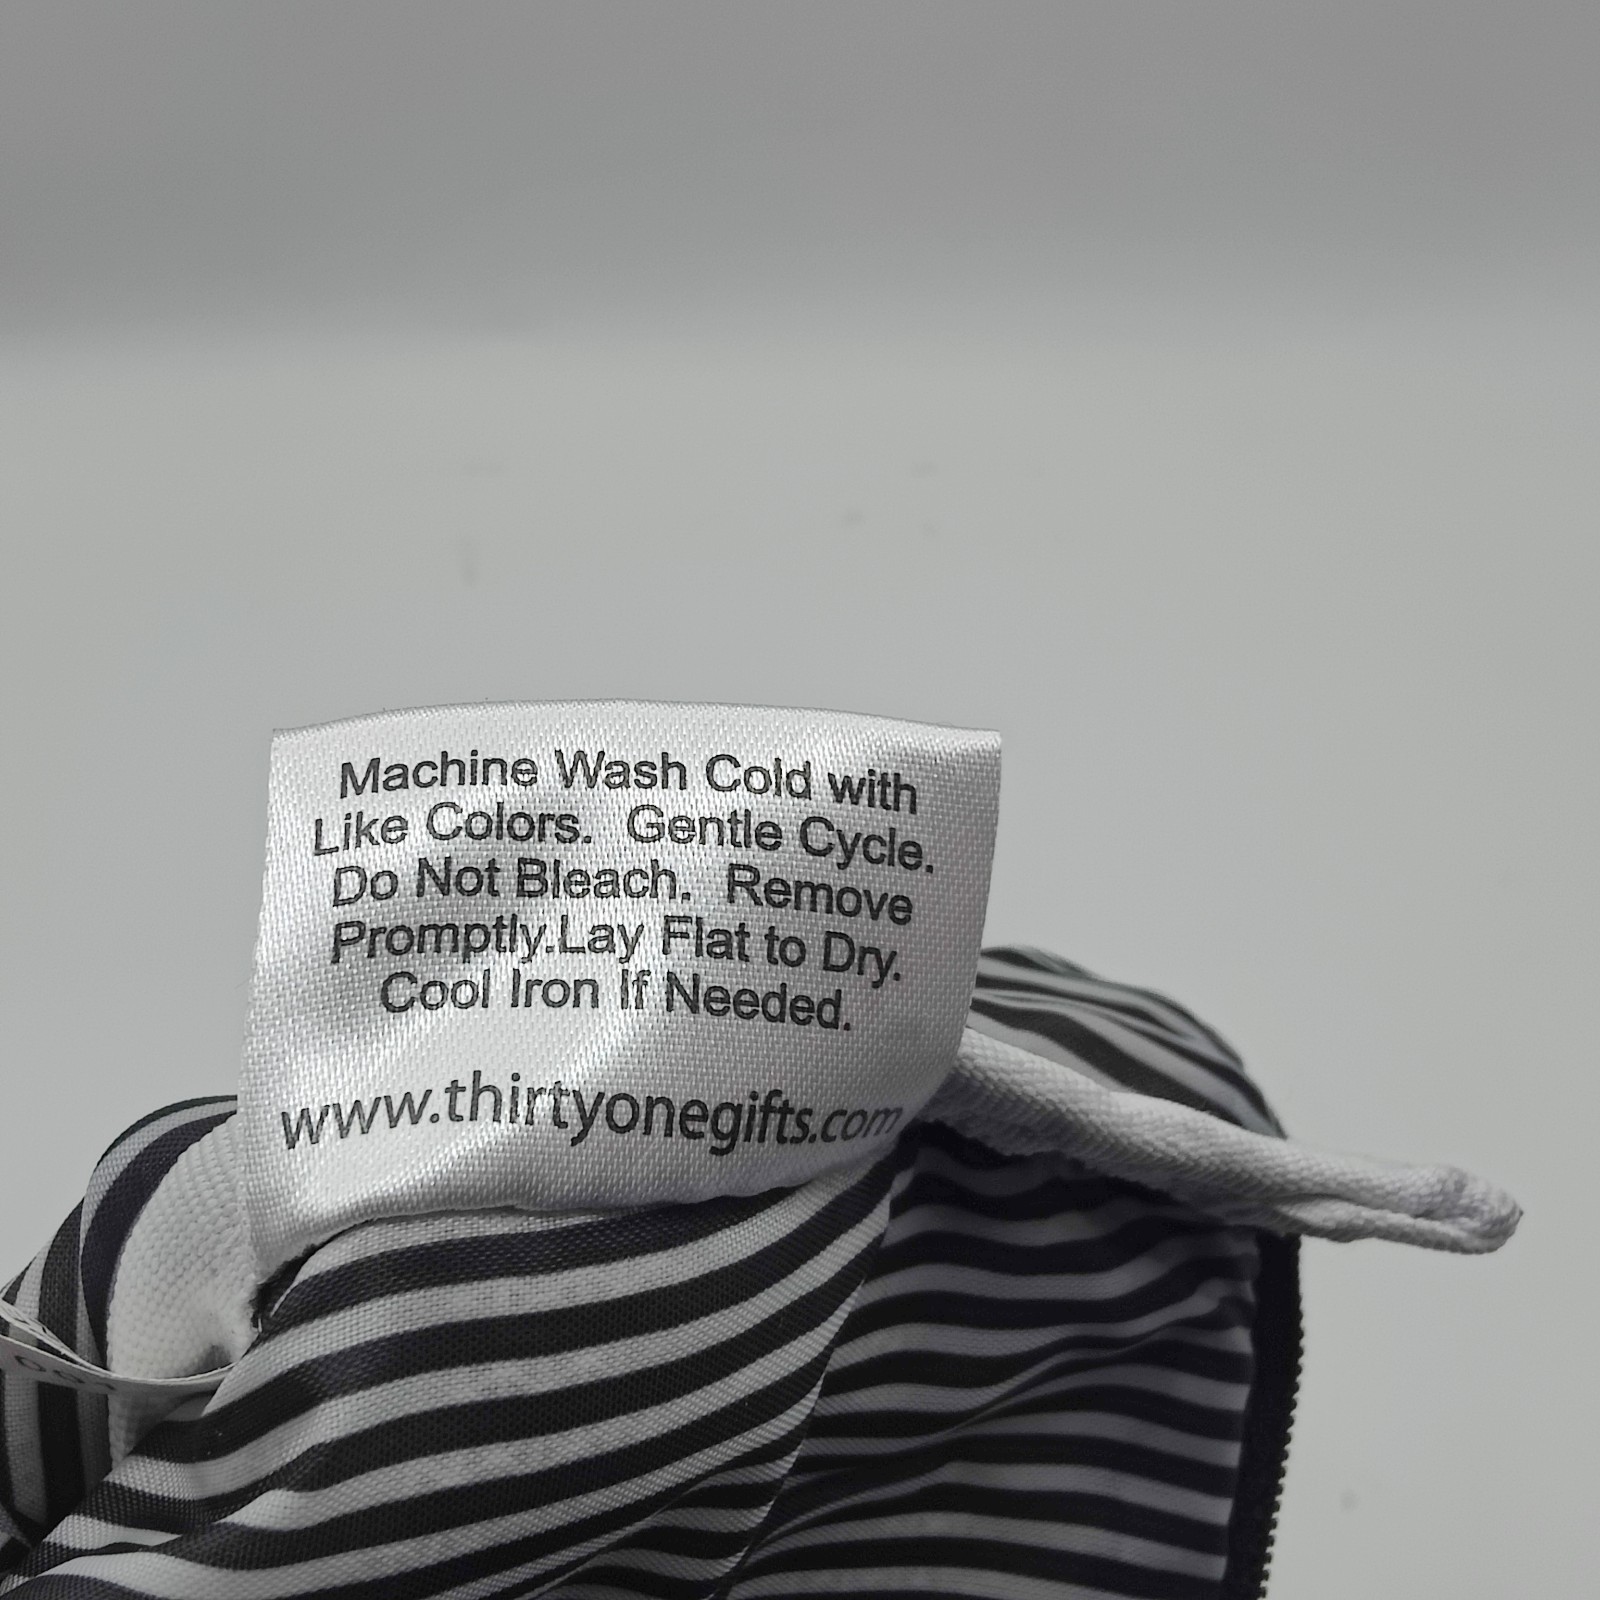 Machine Wash Cold with
Like Colors.  Gentle Cycle.
Do Not Bleach.  Remove
Promptly.Lay Flat to Dry.
Cool Iron If Needed.
www.thirtyonegifts.com